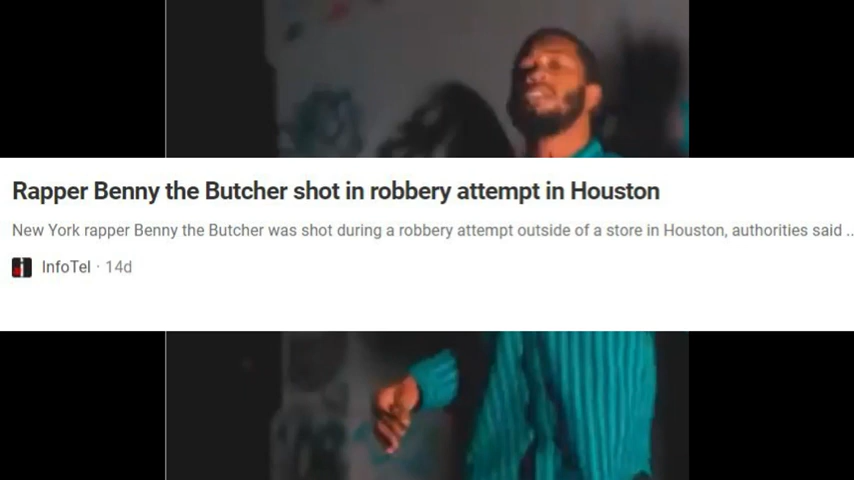 Rapper Benny the Butcher shot in robbery attempt in Houston
New York rapper Benny the Butcher was shot during a robbery attempt outside of a store in Houston, authorities said ..
InfoTel · 14d